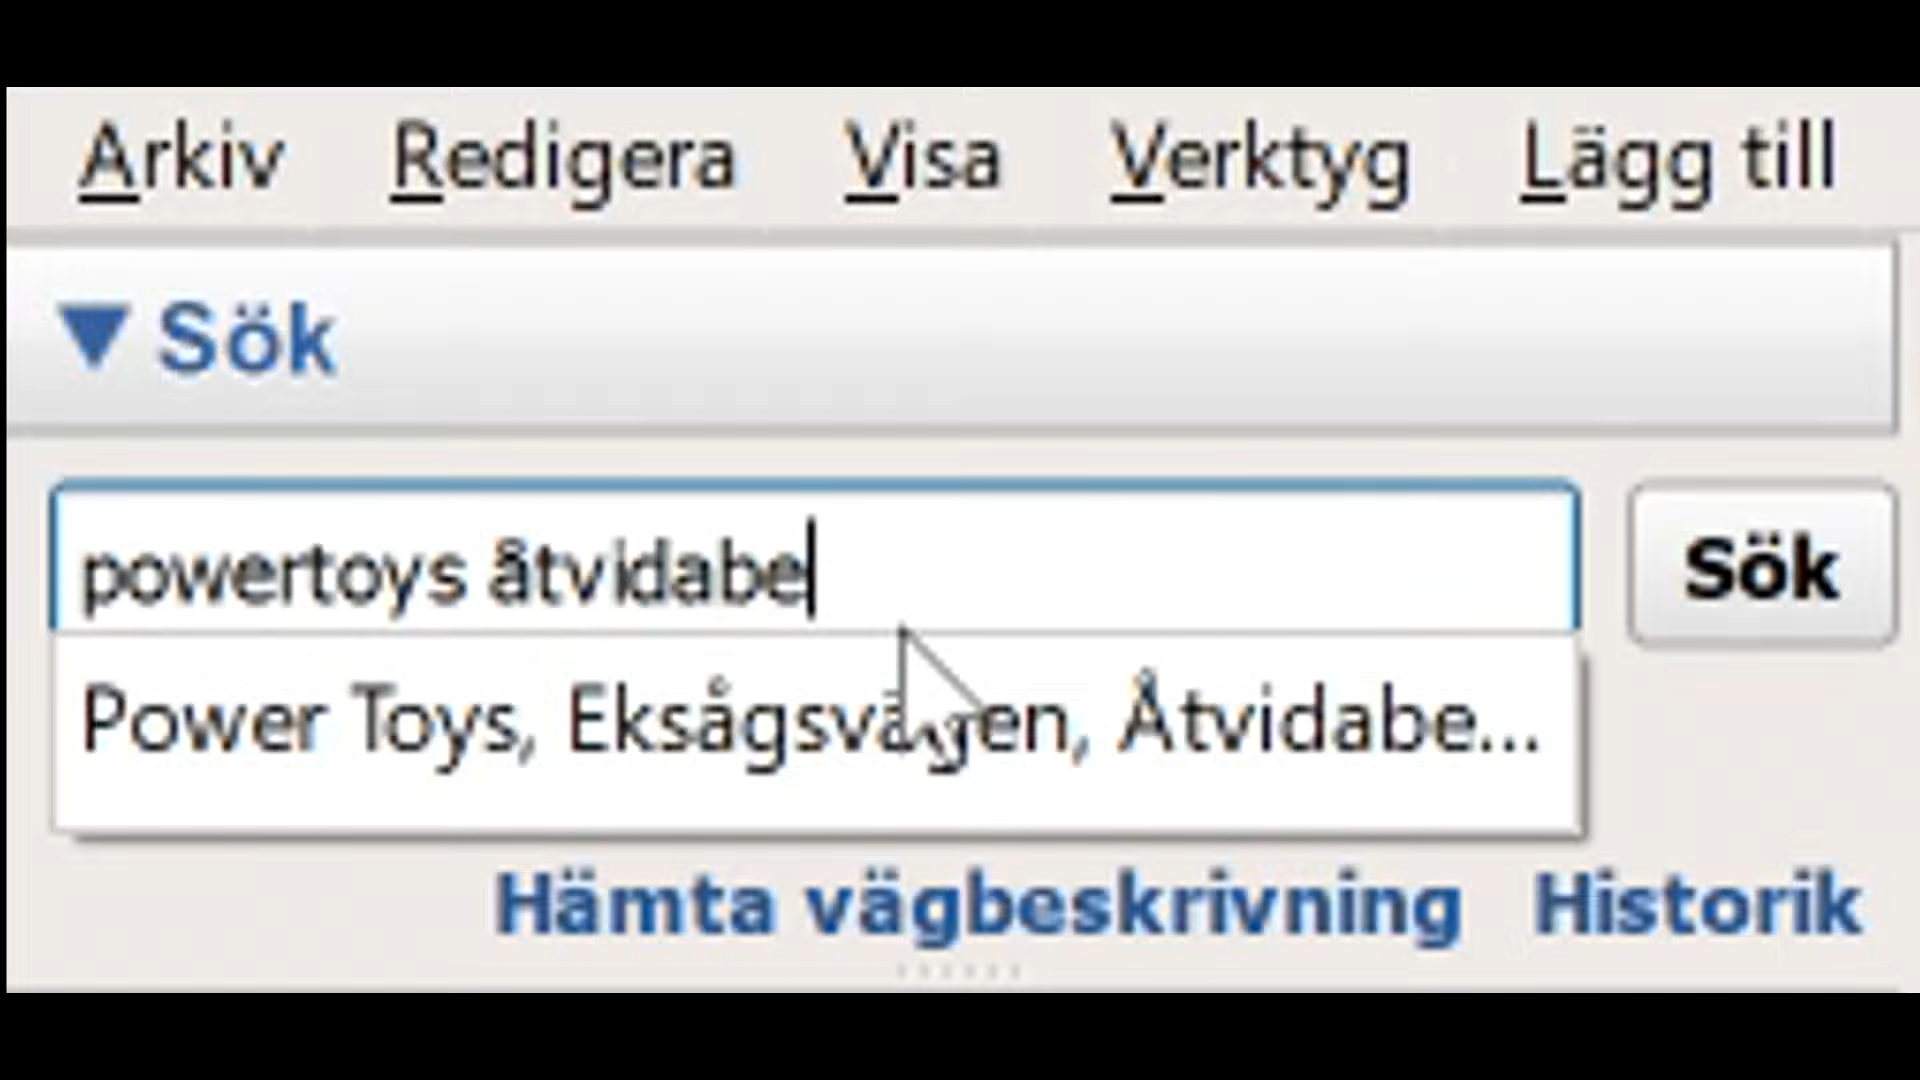 Arkiv Redigera Visa Verktyg Lägg till
Sök
powertoys åtvidabe Sök
Power Toys, Eksågsvägen, Åtvidabe...
Hämta vägbeskrivning Historik